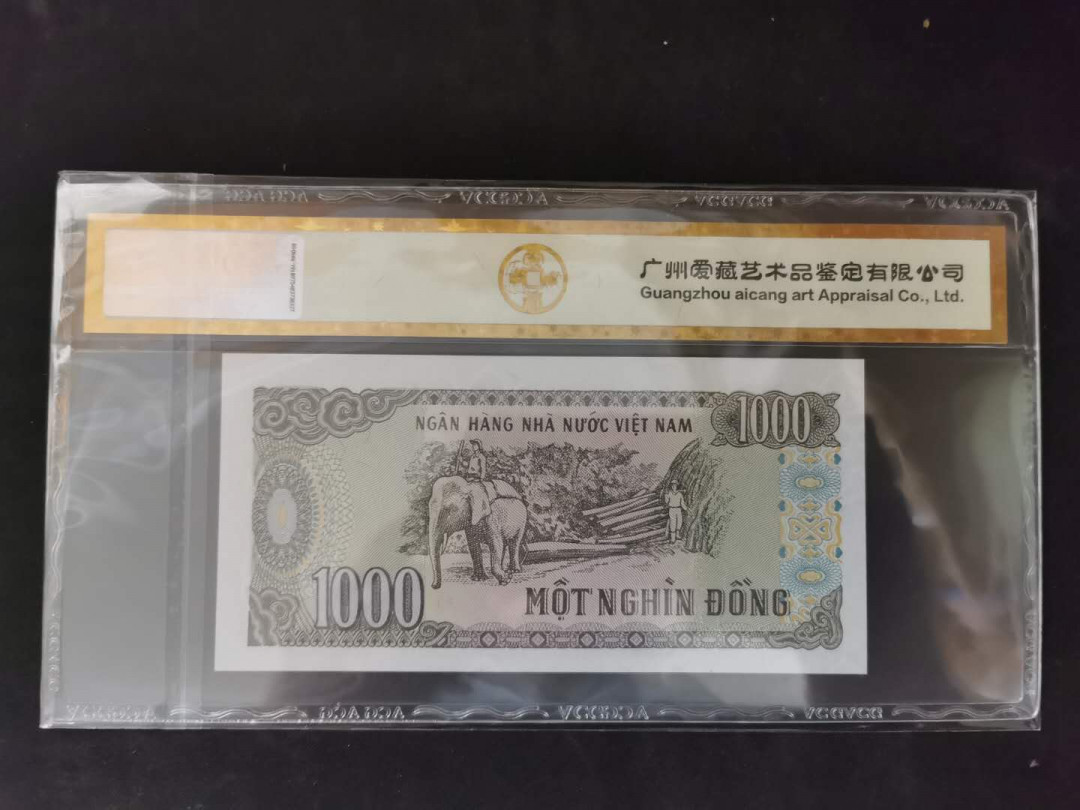 广州爱藏艺术品鉴定有限公司
Guangzhou aicang art Appraisal Co., Ltd.
NGÂN HÀNG NHÀ NƯỚC VIỆT NAM
1000
1000
MỘT NGHÌN ĐỒNG